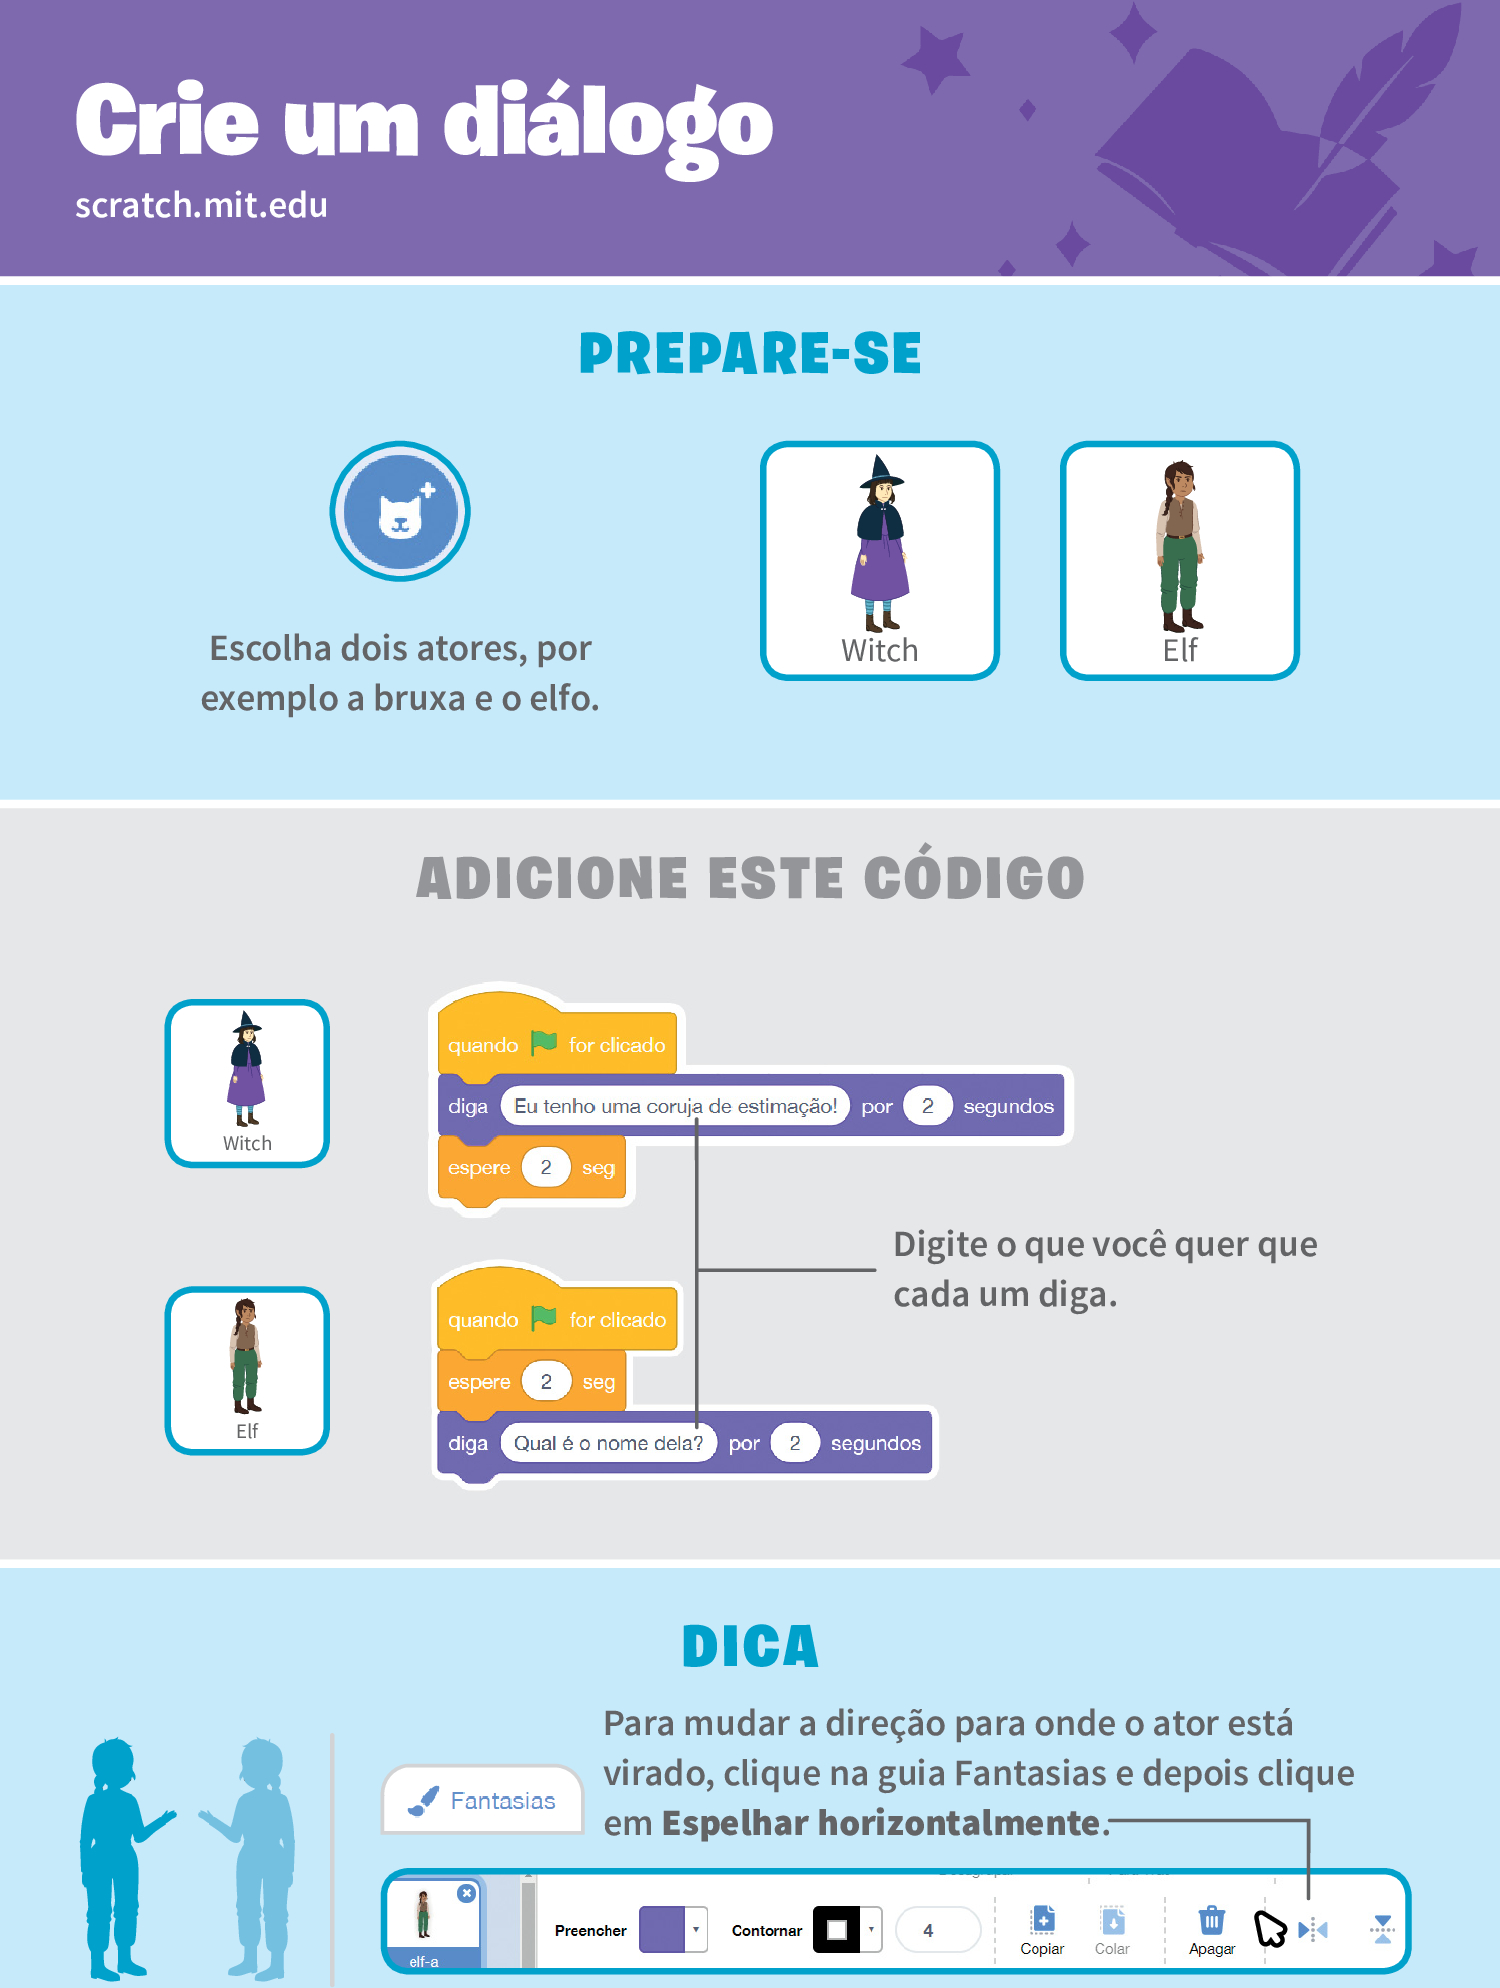 Crie um diálogo
scratch.mit.edu
PREPARE-SE
Escolha dois atores, por
exemplo a bruxa e o elfo.
Witch
Elf
ADICIONE ESTE CÓDIGO
Witch
quando for clicado
diga Eu tenho uma coruja de estimação! por 2 segundos
espere 2 seg
Digite o que você quer que
cada um diga.
Elf
quando for clicado
espere 2 seg
diga Qual é o nome dela? por 2 segundos
DICA
Para mudar a direção para onde o ator está
virado, clique na guia Fantasias e depois clique
em Espelhar horizontalmente.
Fantasias
elf-a
Preencher
Contornar
4
Copiar
Colar
Apagar